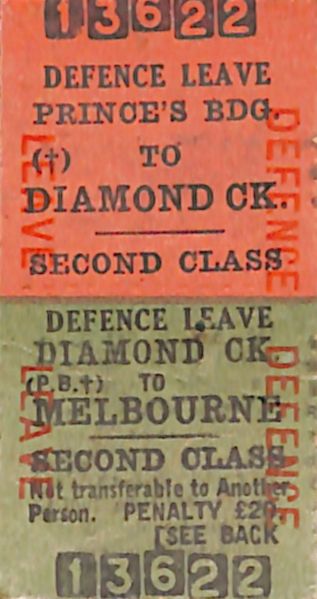 13622
DEFENCE LEAVE
PRINCE'S BDG.
(†) TO
DIAMOND CK.
SECOND CLASS
LEAVE
DEFENCE
DEFENCE LEAVE
DIAMOND CK.
(P.B.†) TO
MELBOURNE
SECOND CLASS
Not transferable to Another
Person. PENALTY £20.
[SEE BACK
LEAVE
DEFENCE
13622